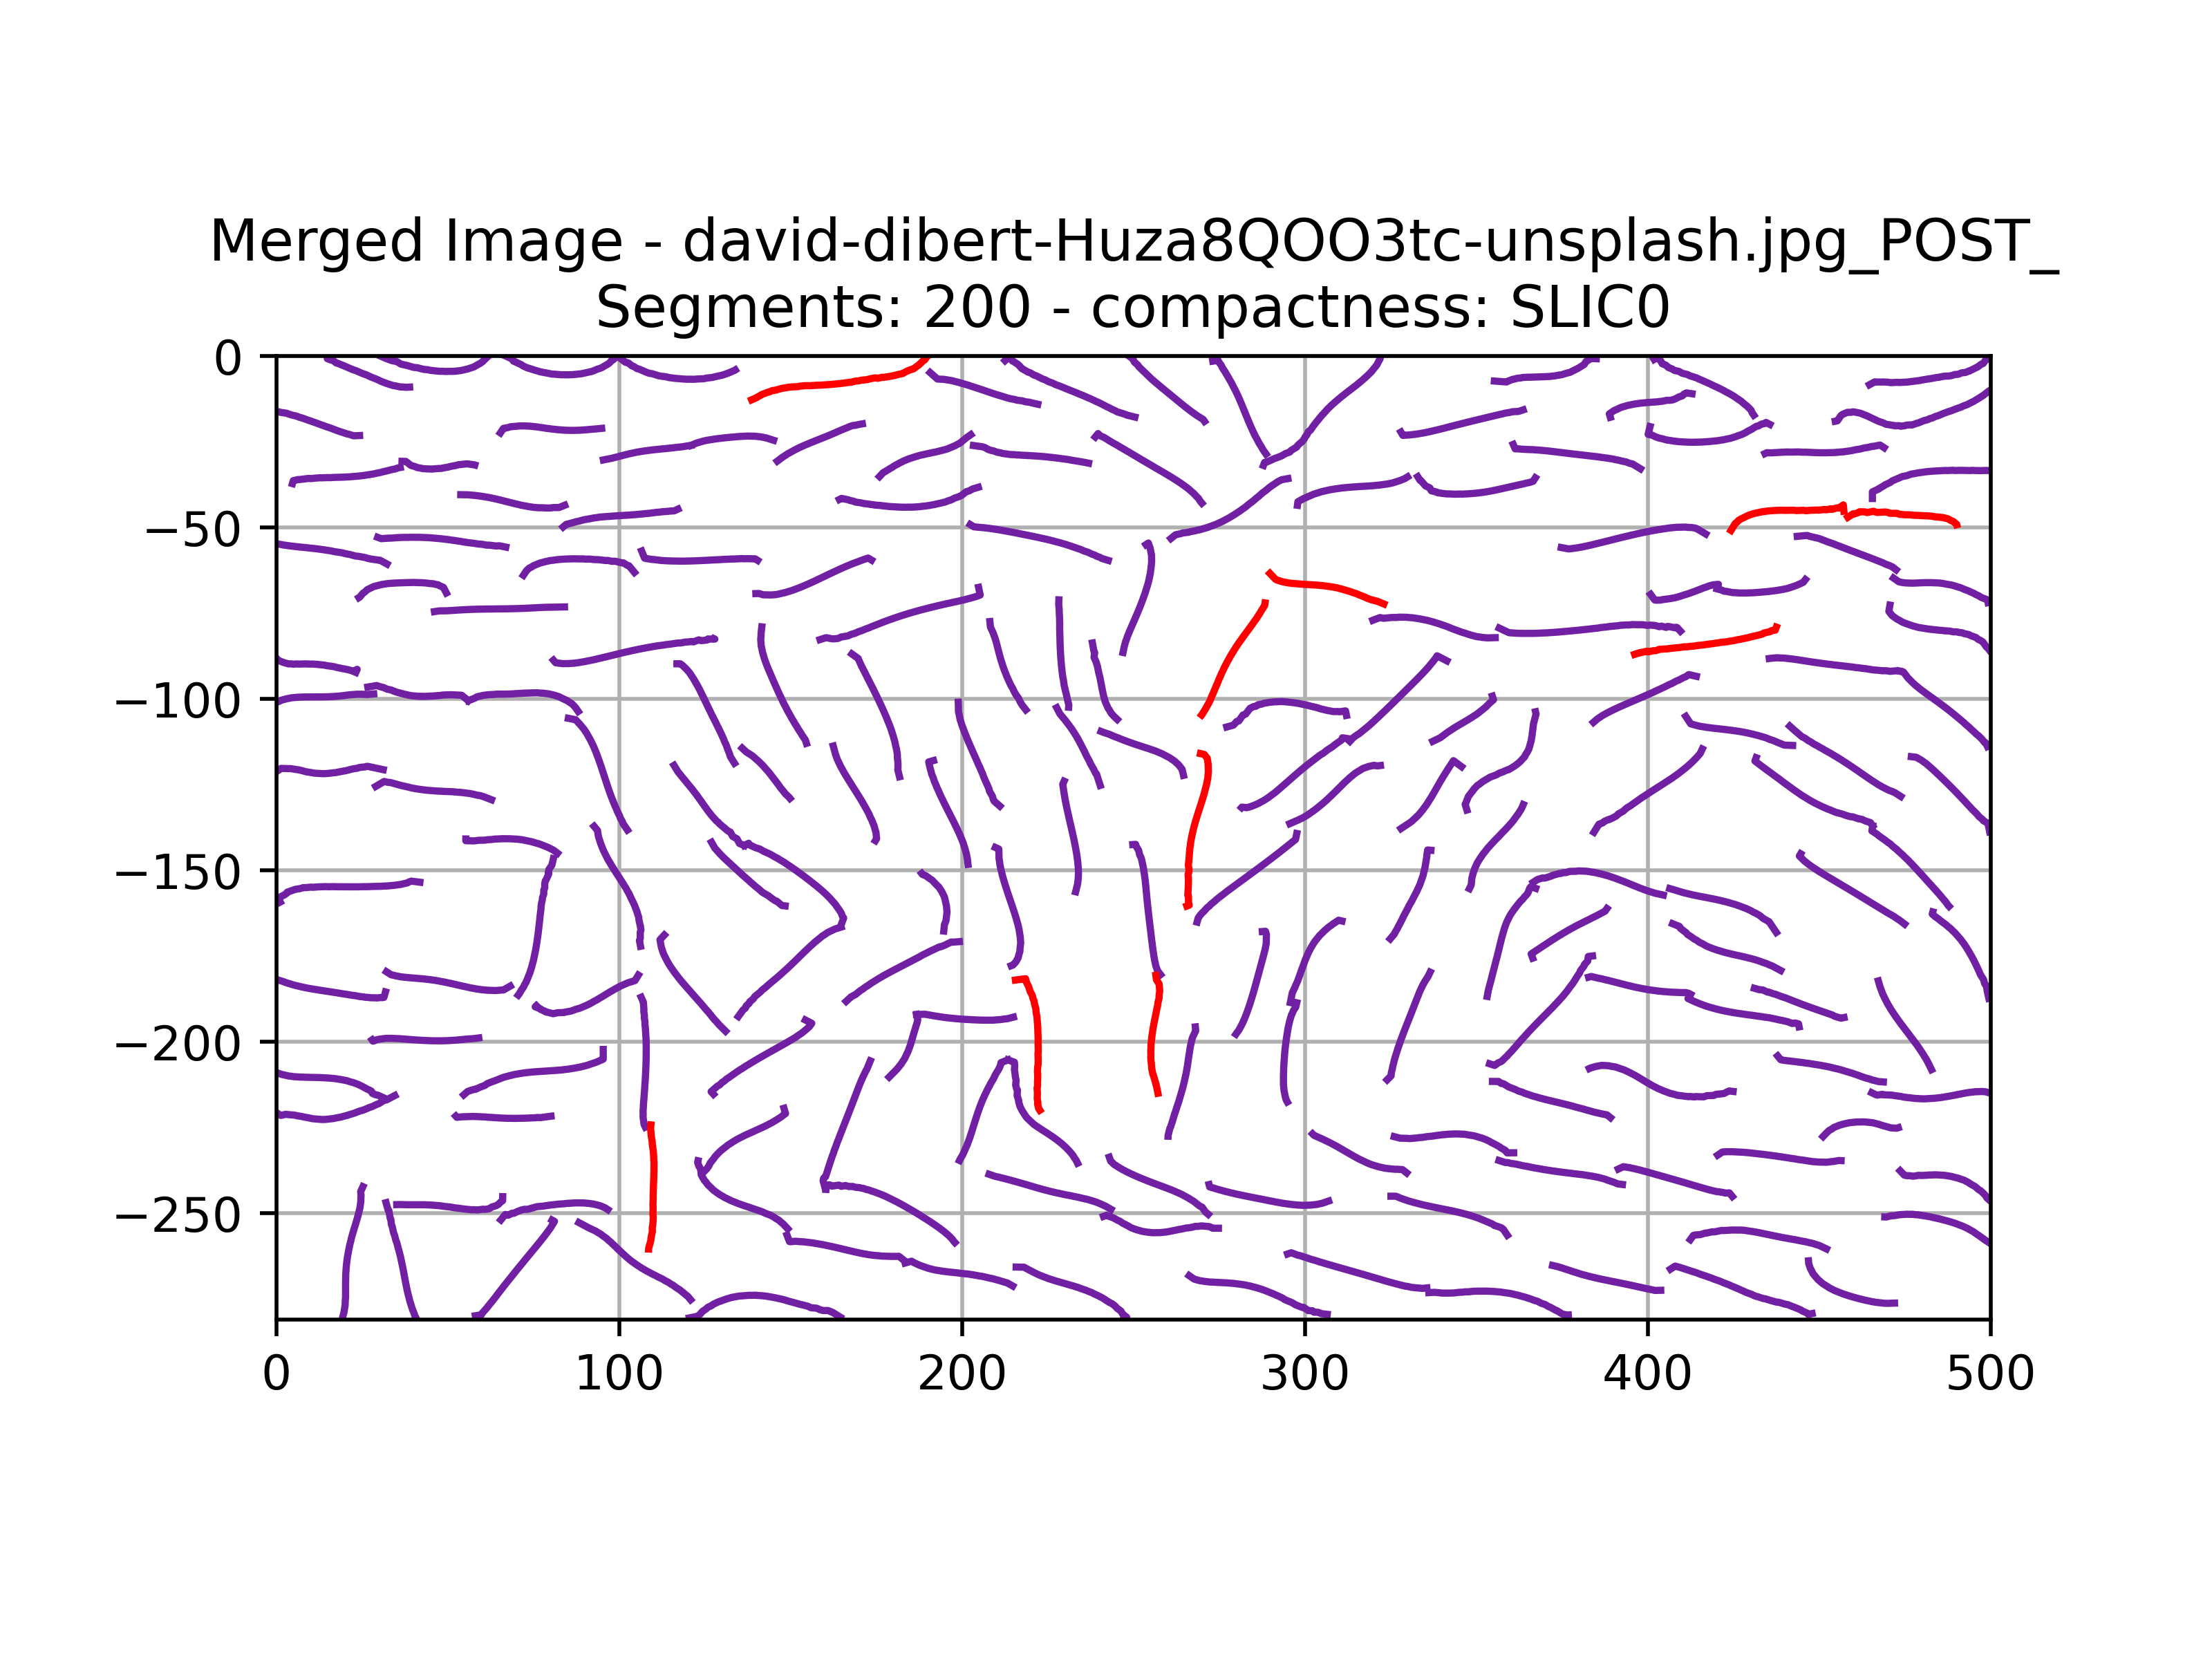 Merged Image - david-dibert-Huza8QOO3tc-unsplash.jpg_POST_
Segments: 200 - compactness: SLIC0
0
−50
−100
−150
−200
−250
0 100 200 300 400 500